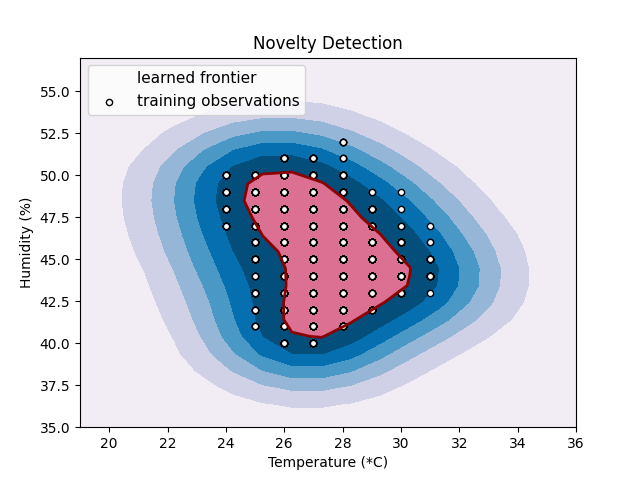 Novelty Detection
learned frontier
training observations
55.0
52.5
50.0
47.5
45.0
42.5
40.0
37.5
35.0
Humidity (%)
20 22 24 26 28 30 32 34 36
Temperature (*C)